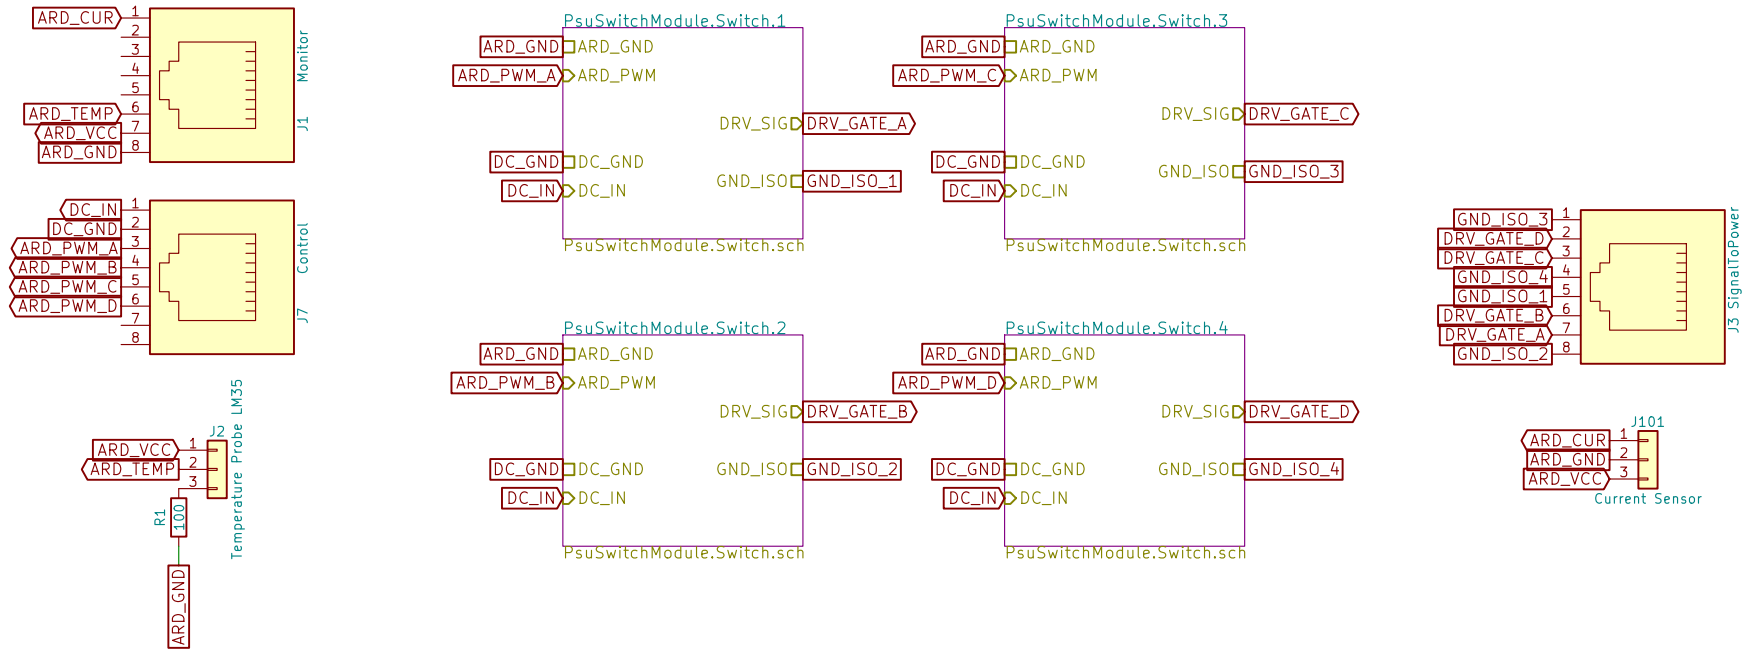 ARD_CUR
1
2
3
4
5
ARD_TEMP
6
ARD_VCC
7
ARD_GND
8
Monitor
J1
DC_IN
1
DC_GND
2
ARD_PWM_A
3
ARD_PWM_B
4
ARD_PWM_C
5
ARD_PWM_D
6
7
8
Control
J7
J2
ARD_VCC
1
ARD_TEMP
2
3
R1
100
ARD_GND
Temperature Probe LM35
PsuSwitchModule.Switch.1
ARD_GND
ARD_GND
ARD_PWM_A
ARD_PWM
DRV_SIG
DRV_GATE_A
DC_GND
DC_GND
GND_ISO
GND_ISO_1
DC_IN
DC_IN
PsuSwitchModule.Switch.sch
PsuSwitchModule.Switch.2
ARD_GND
ARD_GND
ARD_PWM_B
ARD_PWM
DRV_SIG
DRV_GATE_B
DC_GND
DC_GND
GND_ISO
GND_ISO_2
DC_IN
DC_IN
PsuSwitchModule.Switch.sch
PsuSwitchModule.Switch.3
ARD_GND
ARD_GND
ARD_PWM_C
ARD_PWM
DRV_SIG
DRV_GATE_C
DC_GND
DC_GND
GND_ISO
GND_ISO_3
DC_IN
DC_IN
PsuSwitchModule.Switch.sch
PsuSwitchModule.Switch.4
ARD_GND
ARD_GND
ARD_PWM_D
ARD_PWM
DRV_SIG
DRV_GATE_D
DC_GND
DC_GND
GND_ISO
GND_ISO_4
DC_IN
DC_IN
PsuSwitchModule.Switch.sch
GND_ISO_3
1
DRV_GATE_D
2
DRV_GATE_C
3
GND_ISO_4
4
GND_ISO_1
5
DRV_GATE_B
6
DRV_GATE_A
7
GND_ISO_2
8
J3 SignalToPower
J101
ARD_CUR
1
ARD_GND
2
ARD_VCC
3
Current Sensor